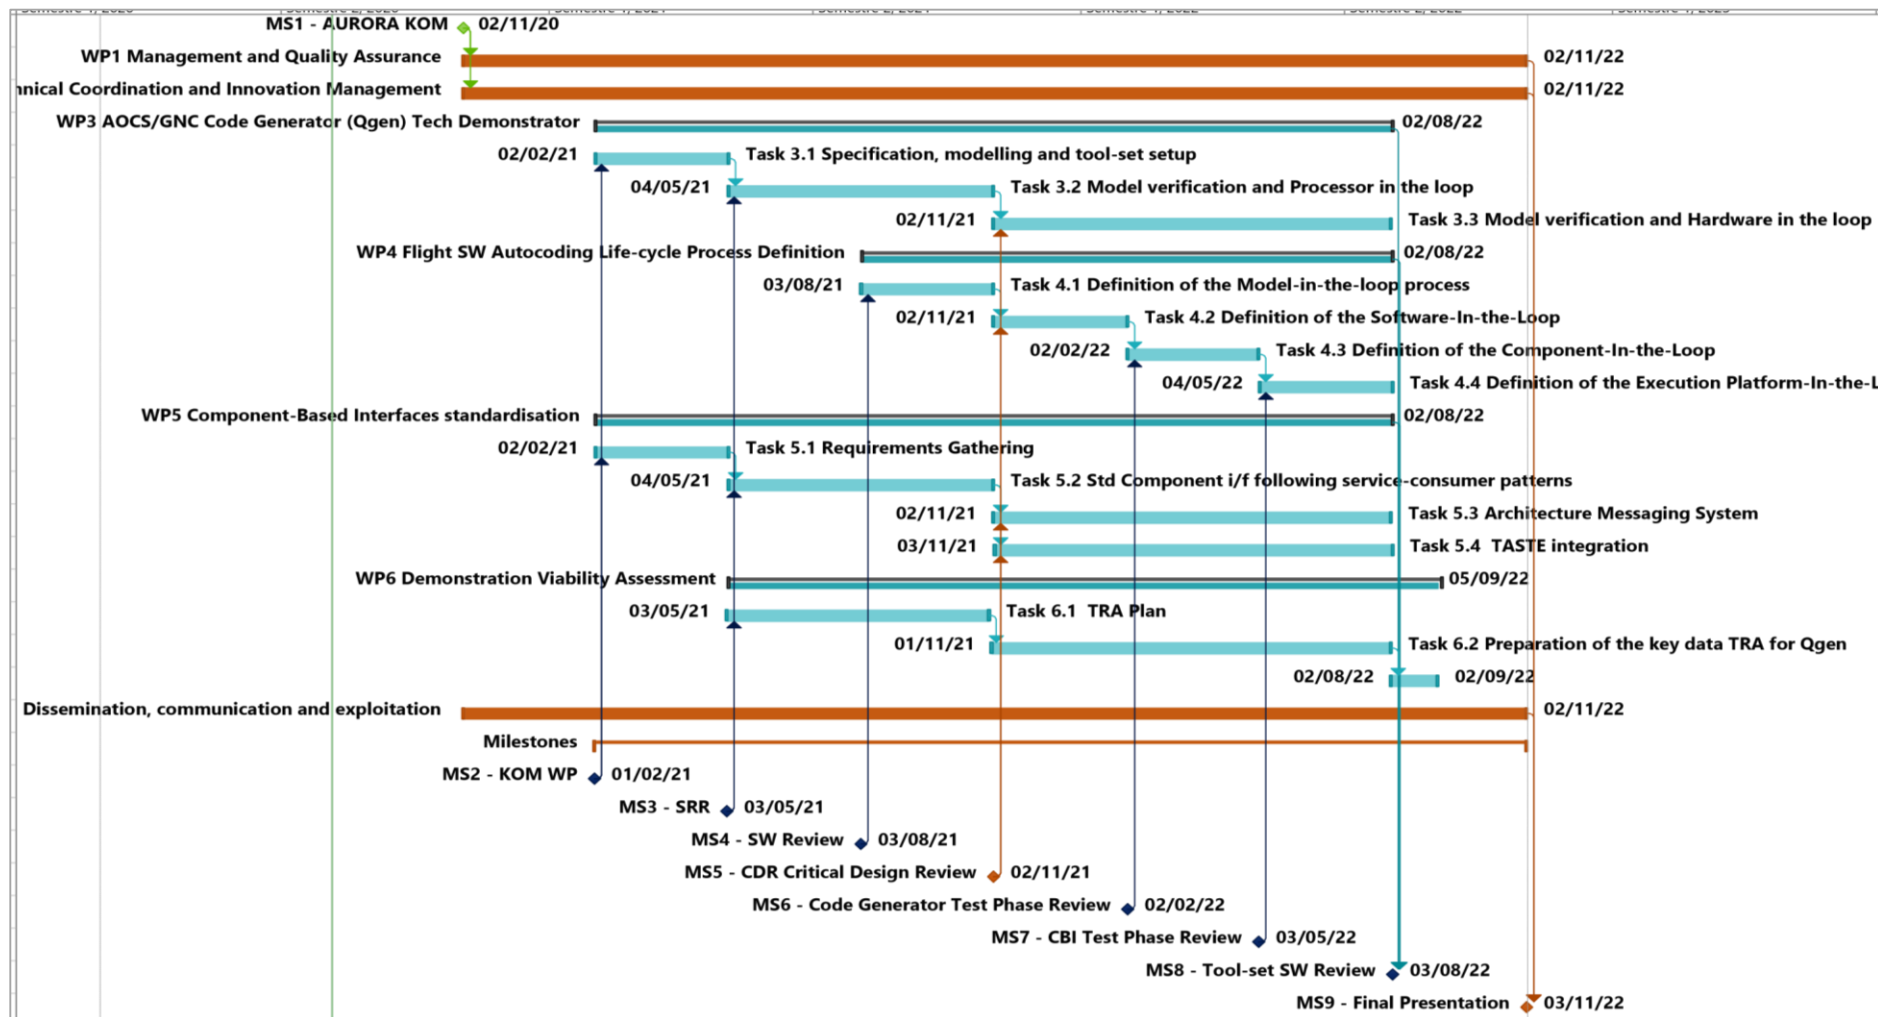 MS1 - AURORA KOM 02/11/20
WP1 Management and Quality Assurance 02/11/22
Coordination and Innovation Management 02/11/22
WP3 AOCS/GNC Code Generator (Qgen) Tech Demonstrator 02/08/22
02/02/21 Task 3.1 Specification, modelling and tool-set setup
04/05/21 Task 3.2 Model verification and Processor in the loop
02/11/21 Task 3.3 Model verification and Hardware in the loop
WP4 Flight SW Autocoding Life-cycle Process Definition 02/08/22
03/08/21 Task 4.1 Definition of the Model-in-the-loop process
02/11/21 Task 4.2 Definition of the Software-In-the-Loop
02/02/22 Task 4.3 Definition of the Component-In-the-Loop
04/05/22 Task 4.4 Definition of the Execution Platform-In-the-L
WP5 Component-Based Interfaces standardisation 02/08/22
02/02/21 Task 5.1 Requirements Gathering
04/05/21 Task 5.2 Std Component i/f following service-consumer patterns
02/11/21 Task 5.3 Architecture Messaging System
03/11/21 Task 5.4 TASTE integration
WP6 Demonstration Viability Assessment 05/09/22
03/05/21 Task 6.1 TRA Plan
01/11/21 Task 6.2 Preparation of the key data TRA for Qgen
02/08/22 02/09/22
Dissemination, communication and exploitation 02/11/22
Milestones
MS2 - KOM WP 01/02/21
MS3 - SRR 03/05/21
MS4 - SW Review 03/08/21
MS5 - CDR Critical Design Review 02/11/21
MS6 - Code Generator Test Phase Review 02/02/22
MS7 - CBI Test Phase Review 03/05/22
MS8 - Tool-set SW Review 03/08/22
MS9 - Final Presentation 03/11/22